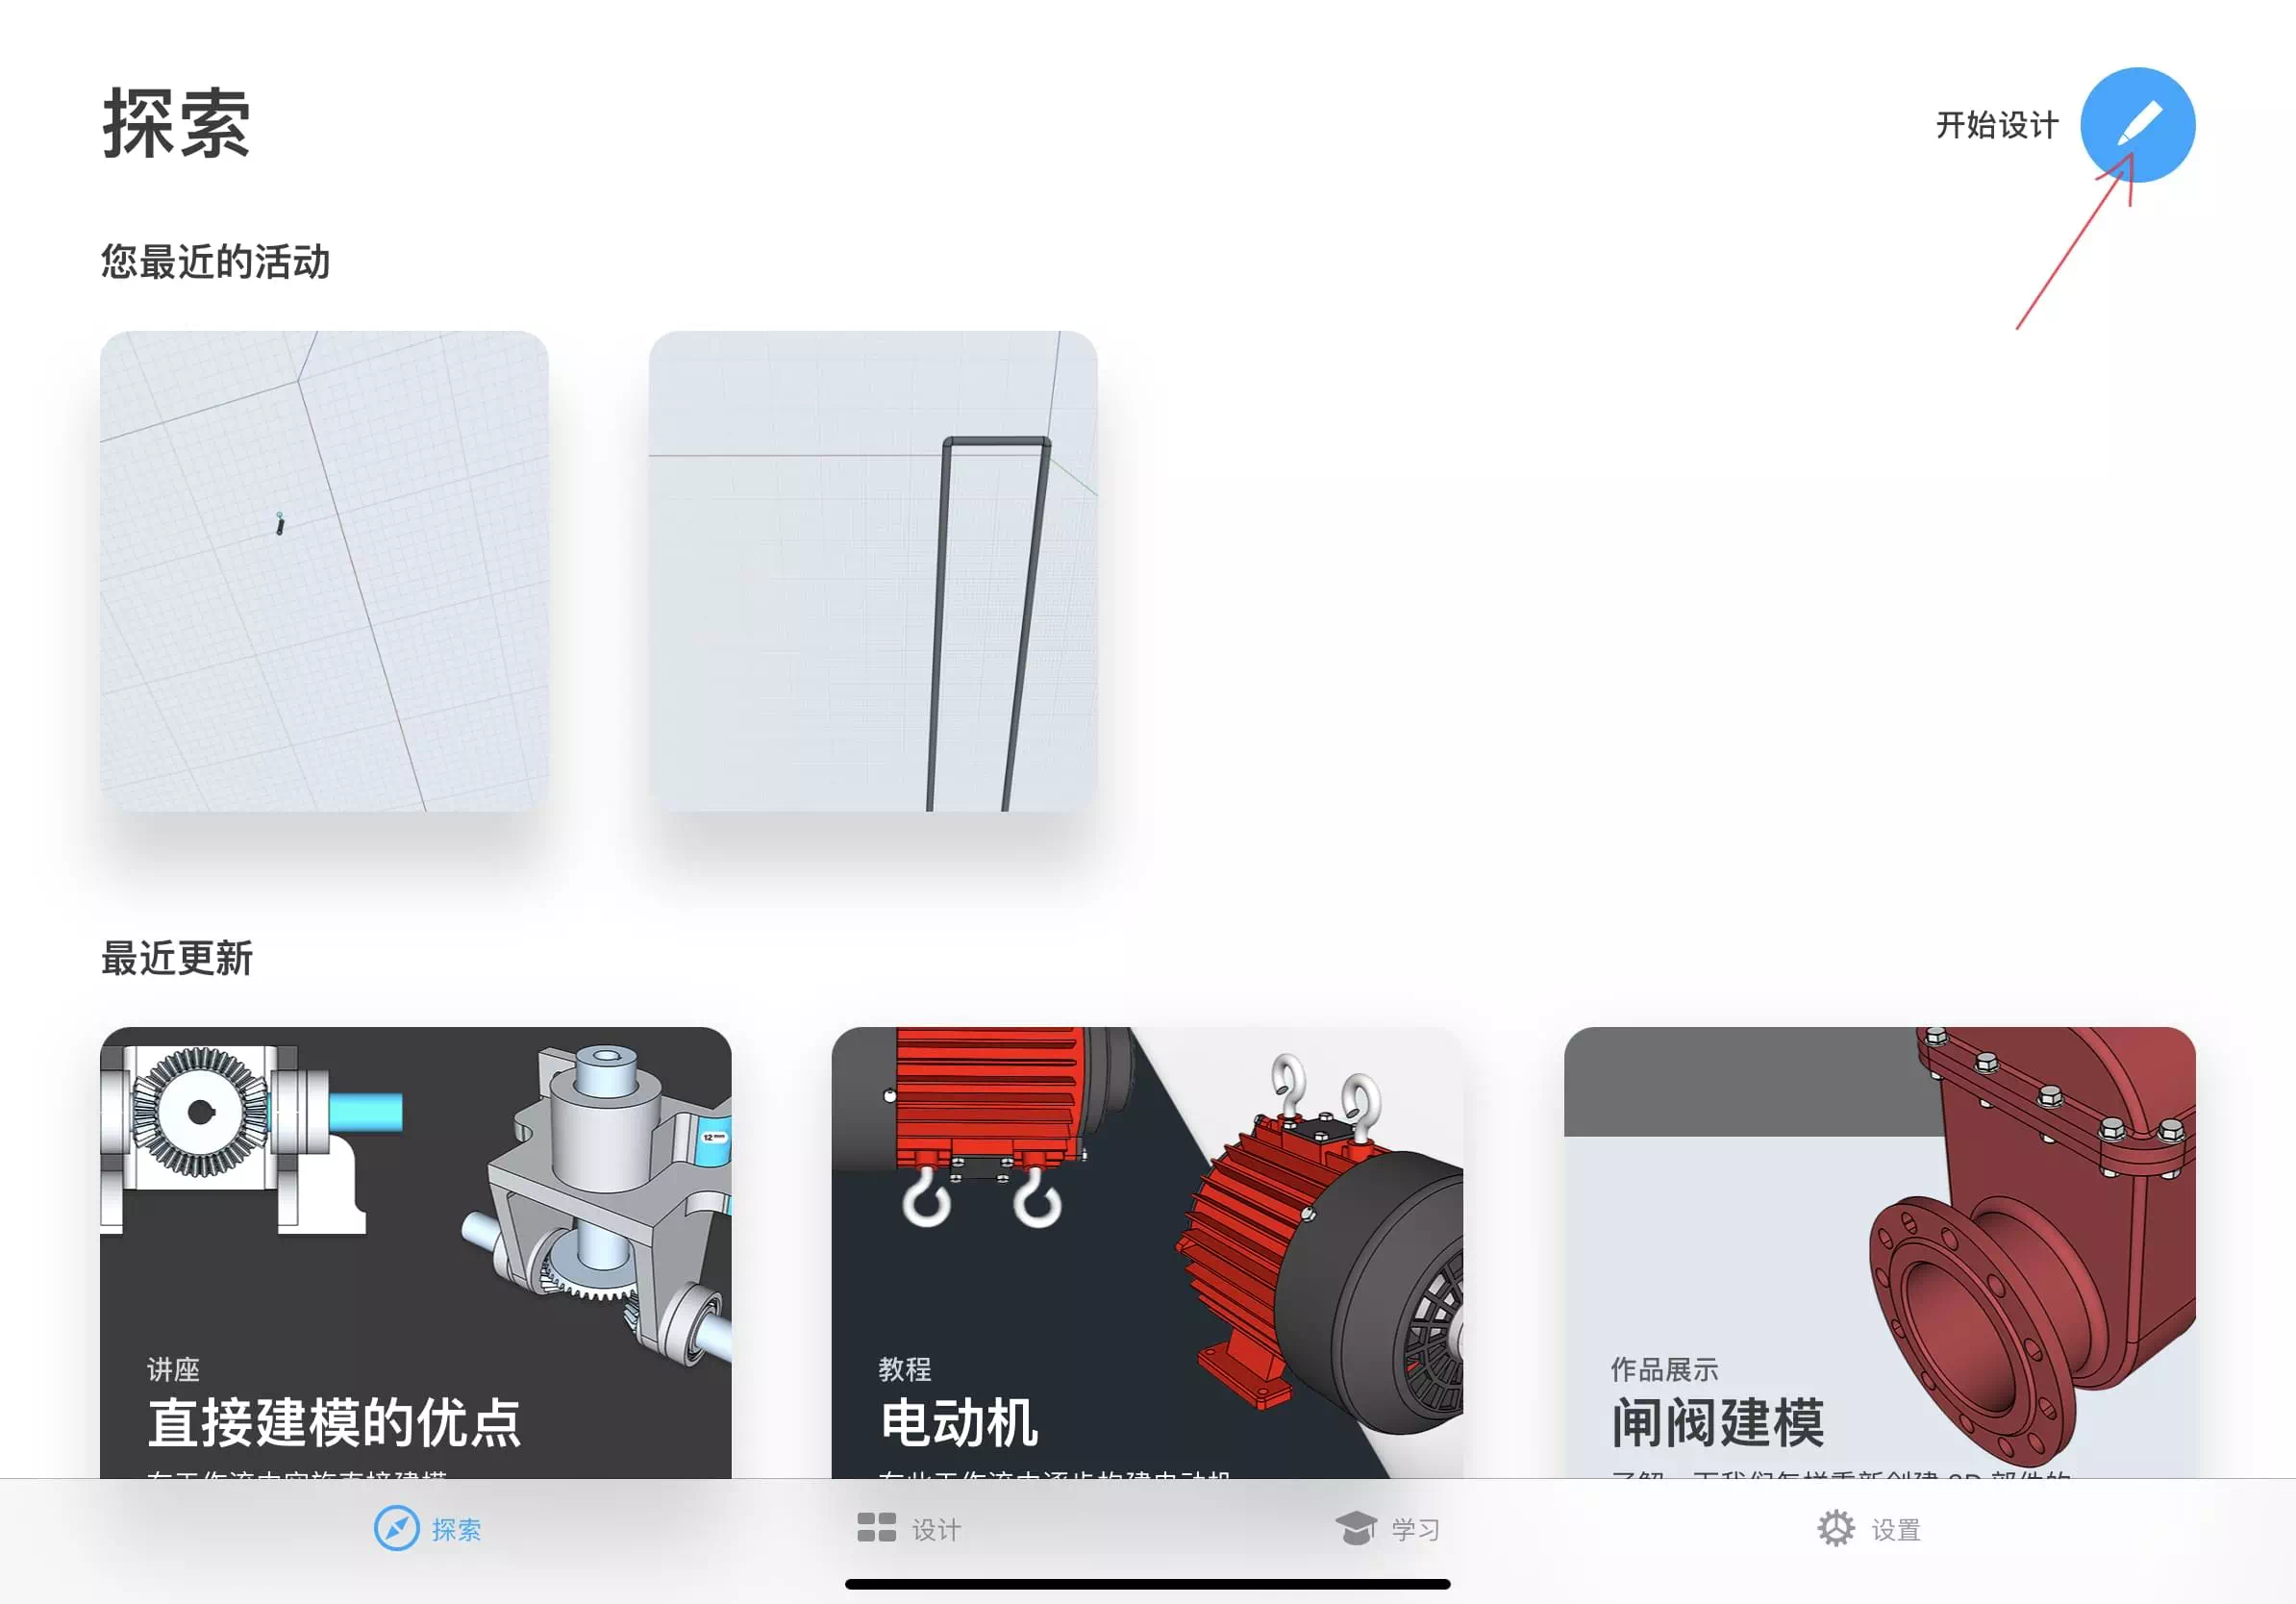 探索
开始设计
您最近的活动
最近更新
12 mm
讲座
直接建模的优点
教程
电动机
作品展示
闸阀建模
探索
设计
学习
设置